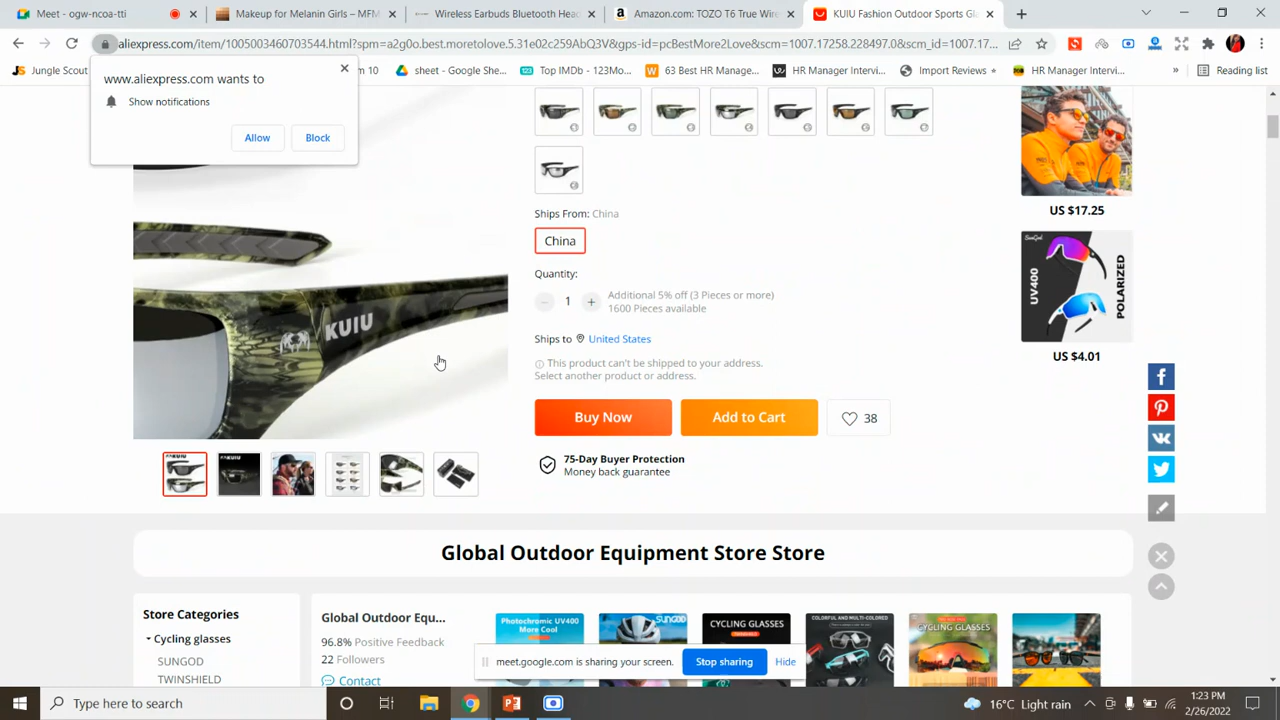 Meet - ogw-ncoa-tti
Makeup for Melanin Girls – MFM
Wireless Earbuds Bluetooth Head
Amazon.com: TOZO T6 True Wire
KUIU Fashion Outdoor Sports Gl
aliexpress.com/item/1005003460703544.html?spm=a2g0o.best.moretolove.5.31e62c259AbQ3V&gps-id=pcBestMore2Love&scm=1007.17258.2284970&scm_id=1007.17...
Jungle Scout
10
sheet - Google She...
Top IMDb - 123Mo...
63 Best HR Manage...
HR Manager Intervi...
Import Reviews
HR Manager Intervi...
»
Reading list
www.aliexpress.com wants to
Show notifications
Allow
Block
US $17.25
Ships From: China
China
Quantity:
1
Additional 5% off (3 Pieces or more)
1600 Pieces available
Ships to United States
This product can't be shipped to your address.
Select another product or address.
UV400
POLARIZED
US $4.01
KUIU
Buy Now
Add to Cart
38
75-Day Buyer Protection
Money back guarantee
Global Outdoor Equipment Store Store
Store Categories
Cycling glasses
SUNGOD
TWINSHIELD
Global Outdoor Equ...
96.8% Positive Feedback
22 Followers
Contact
Photochromic UV400
More Cool
CYCLING GLASSES
COLORFUL AND MULTI-COLORED
CYCLING GLASSES
meet.google.com is sharing your screen.
Stop sharing
Hide
Type here to search
16°C Light rain
1:23 PM
2/26/2022